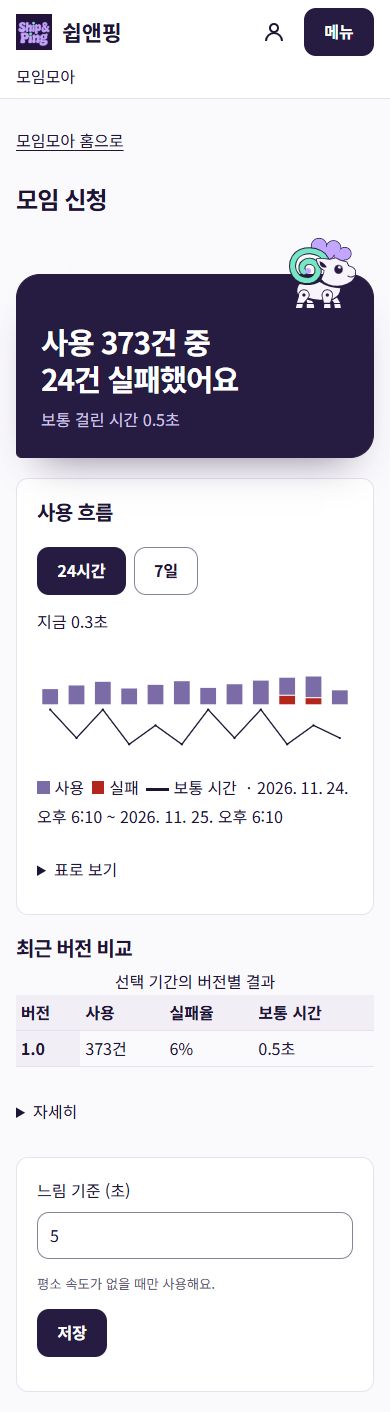 Ship&
Ping
쉽앤핑
메뉴
모임모아
모임모아 홈으로
모임 신청
사용 373건 중
24건 실패했어요
보통 걸린 시간 0.5초
사용 흐름
24시간
7일
지금 0.3초
사용 실패 보통 시간 · 2026. 11. 24.
오후 6:10 ~ 2026. 11. 25. 오후 6:10
▶ 표로 보기
최근 버전 비교
선택 기간의 버전별 결과
버전 사용 실패율 보통 시간
1.0 373건 6% 0.5초
▶ 자세히
느림 기준 (초)
5
평소 속도가 없을 때만 사용해요.
저장